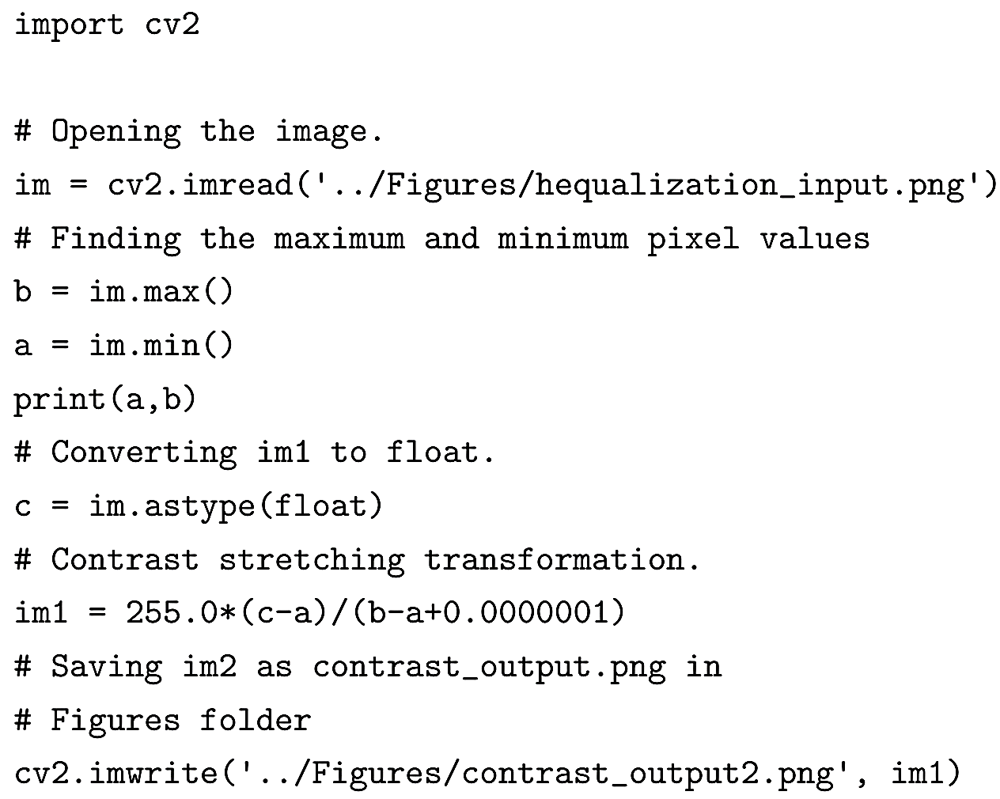 import cv2
# Opening the image.
im = cv2.imread('../Figures/hequalization_input.png')
# Finding the maximum and minimum pixel values
b = im.max()
a = im.min()
print(a,b)
# Converting im1 to float.
c = im.astype(float)
# Contrast stretching transformation.
im1 = 255.0*(c-a)/(b-a+0.0000001)
# Saving im2 as contrast_output.png in
# Figures folder
cv2.imwrite('../Figures/contrast_output2.png', im1)